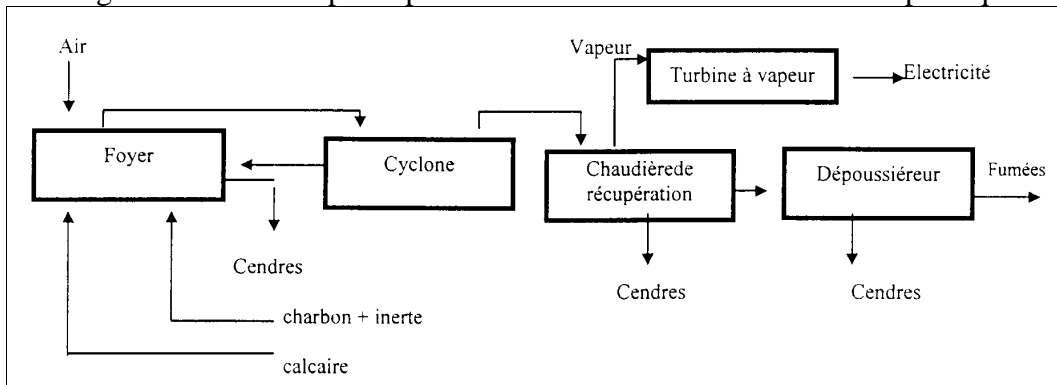 Air
Vapeur
Turbine à vapeur
Electricité
Foyer
Cyclone
Chaudièrede
récupération
Dépoussiéreur
Fumées
Cendres
Cendres
Cendres
charbon + inerte
calcaire